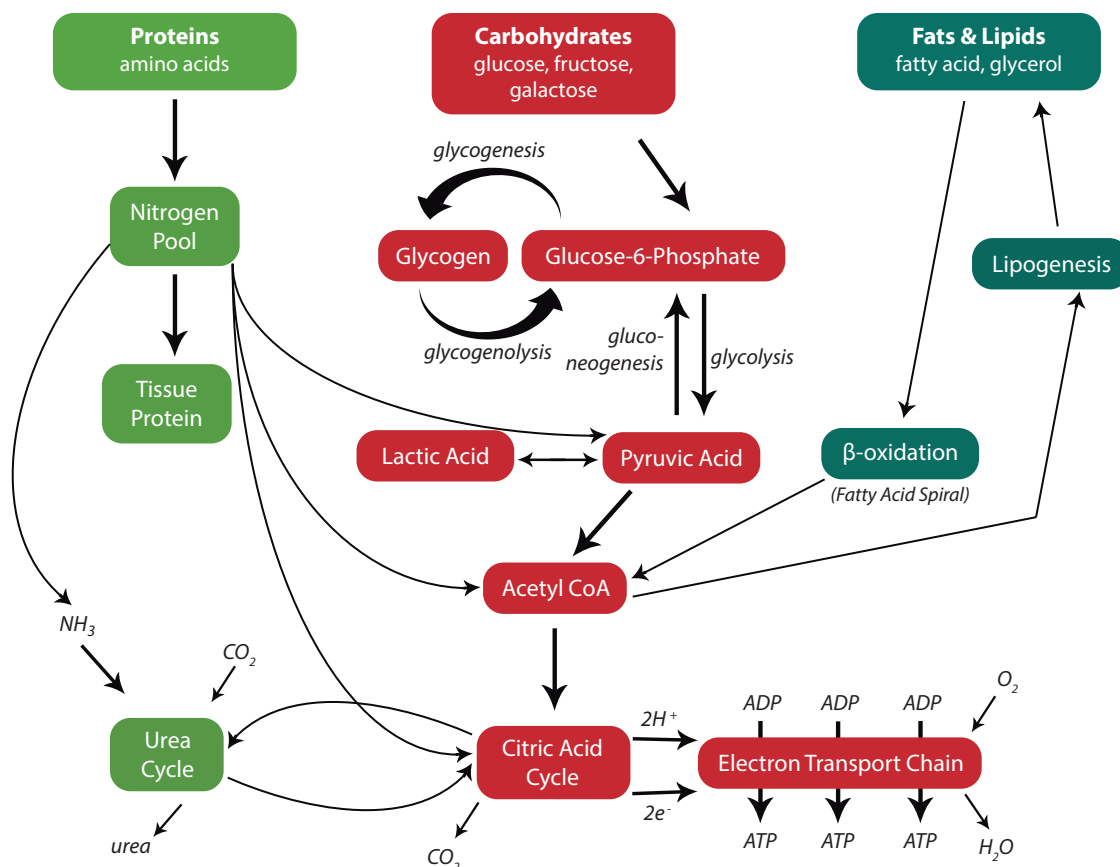 Proteins
amino acids
Carbohydrates
glucose, fructose,
galactose
Fats & Lipids
fatty acid, glycerol
glycogenesis
Nitrogen
Pool
Glycogen
Glucose-6-Phosphate
Lipogenesis
glycogenolysis
gluco-
neogenesis
glycolysis
Tissue
Protein
Lactic Acid
Pyruvic Acid
β-oxidation
(Fatty Acid Spiral)
Acetyl CoA
NH₃
CO₂
O₂
2H⁺
ADP
ADP
ADP
Urea
Cycle
Citric Acid
Cycle
Electron Transport Chain
2e⁻
urea
CO₂
ATP
ATP
ATP
H₂O